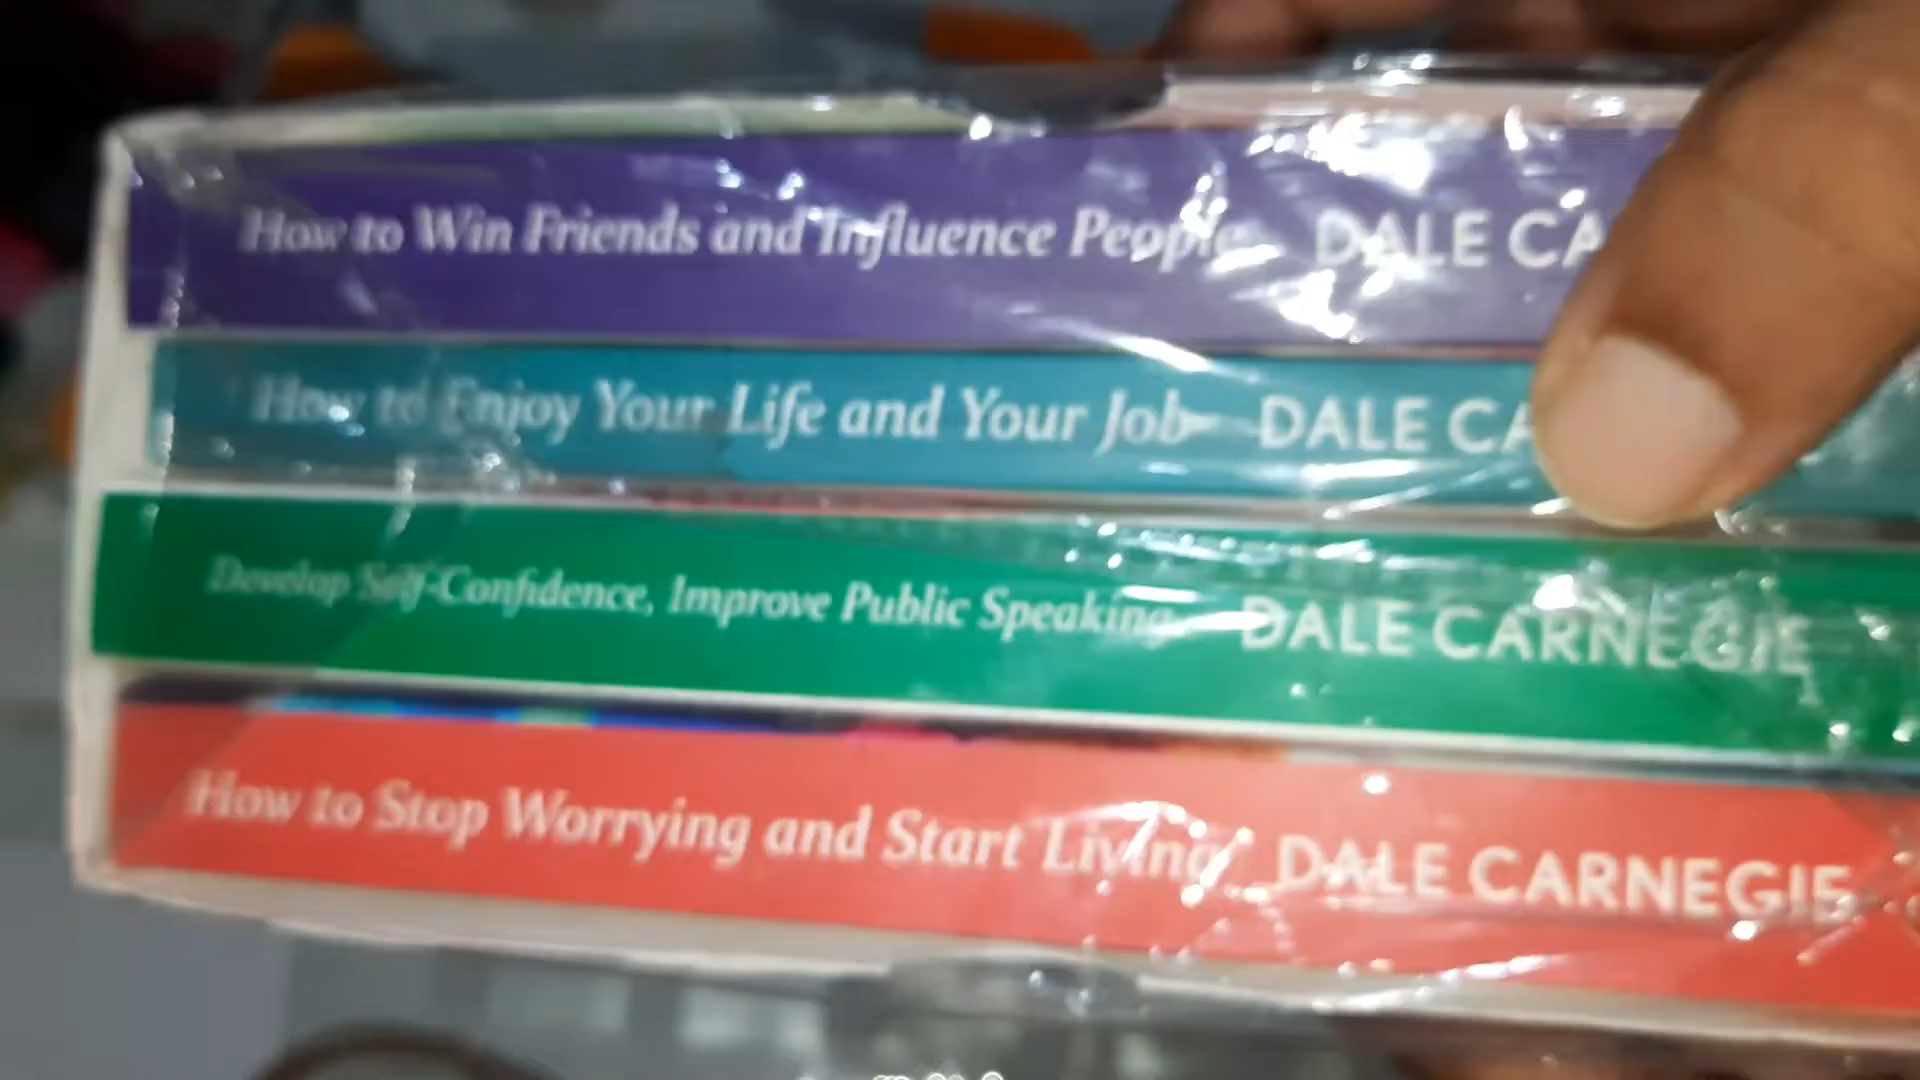 How to Win Friends and Influence People DALE CA
How to Enjoy Your Life and Your Job DALE CA
Develop Self-Confidence, Improve Public Speaking DALE CARNEGIE
How to Stop Worrying and Start Living DALE CARNEGIE